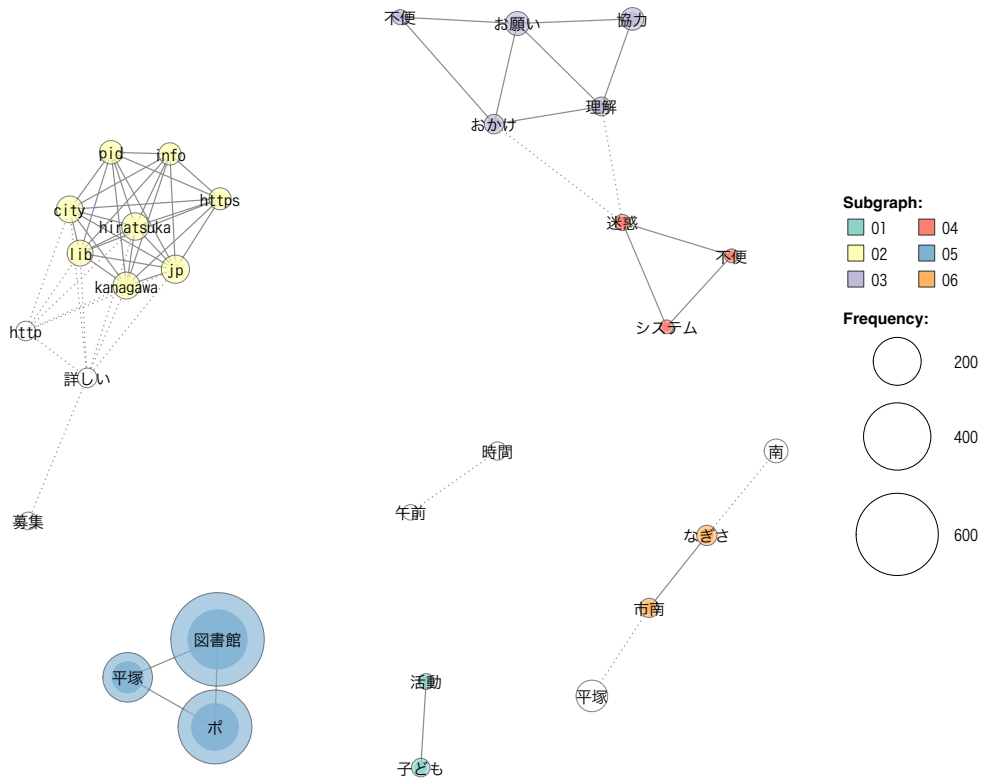 不便
お願い
協力
おかけ
理解
pid
info
city
https
hiratsuka
lib
jp
kanagawa
http
詳しい
募集
迷惑
不便
システム
時間
午前
南
なぎさ
市南
平塚
図書館
平塚
ポ
活動
子ども
Subgraph:
01
04
02
05
03
06
Frequency:
200
400
600